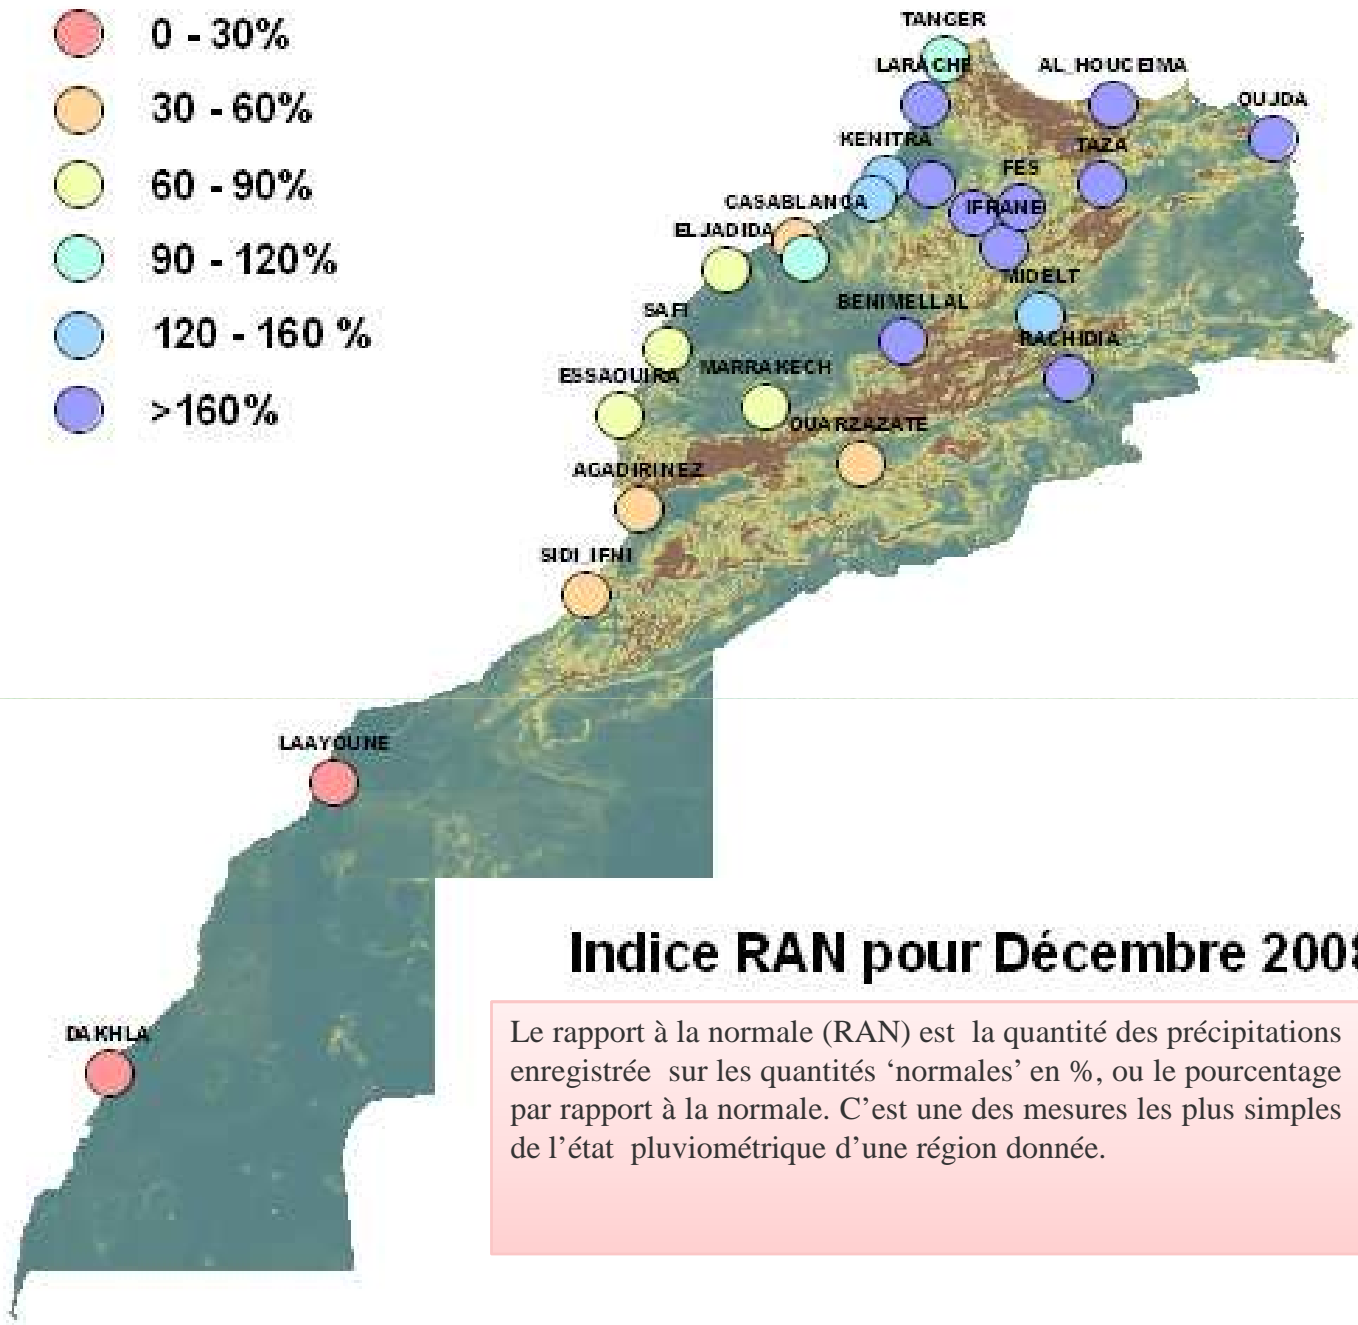 0 - 30%
30 - 60%
60 - 90%
90 - 120%
120 - 160 %
>160%
TANGER
LARACHE
AL_HOUCEIMA
OUJDA
KENITRA
TAZA
FES
CASABLANCA
IFRANE
ELJADIDA
MIDELT
SAFI
BENIMELLAL
RACHIDIA
ESSAOUIRA
MARRAKECH
OUARZAZATE
AGADIRINEZ
SIDI_IFNI
LAAYOUNE
DAKHLA
Indice RAN pour Décembre 2008
Le rapport à la normale (RAN) est la quantité des précipitations
enregistrée sur les quantités ‘normales’ en %, ou le pourcentage
par rapport à la normale. C’est une des mesures les plus simples
de l’état pluviométrique d’une région donnée.